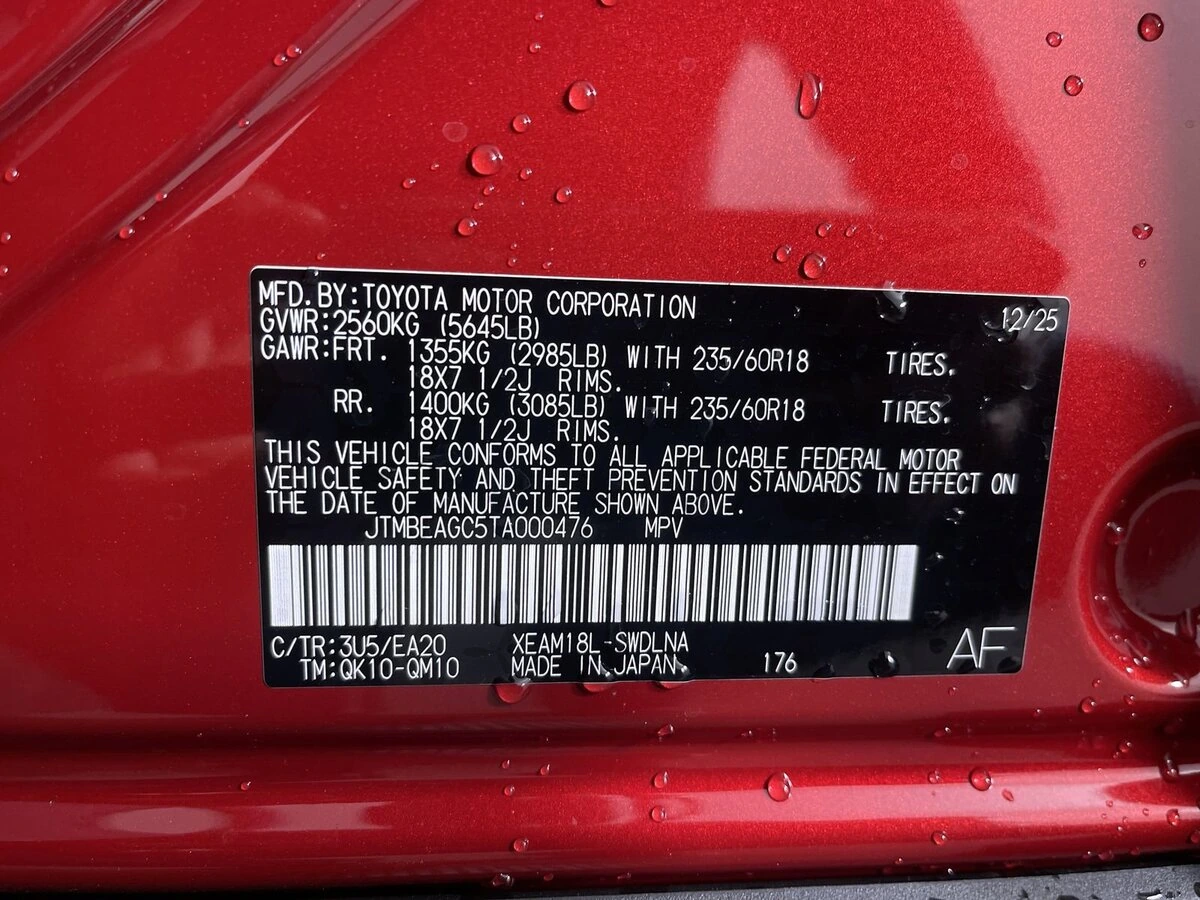 MFD.BY:TOYOTA MOTOR CORPORATION 12/25
GVWR:2560KG (5645LB)
GAWR:FRT. 1355KG (2985LB) WITH 235/60R18 TIRES.
18X7 1/2J RIMS.
RR. 1400KG (3085LB) WITH 235/60R18 TIRES.
18X7 1/2J RIMS.
THIS VEHICLE CONFORMS TO ALL APPLICABLE FEDERAL MOTOR
VEHICLE SAFETY AND THEFT PREVENTION STANDARDS IN EFFECT ON
THE DATE OF MANUFACTURE SHOWN ABOVE.
JTMBEAGC5TA000476 MPV
C/TR:3U5/EA20 XEAM18L-SWDLNA
TM:QK10-QM10 MADE IN JAPAN 176 AF